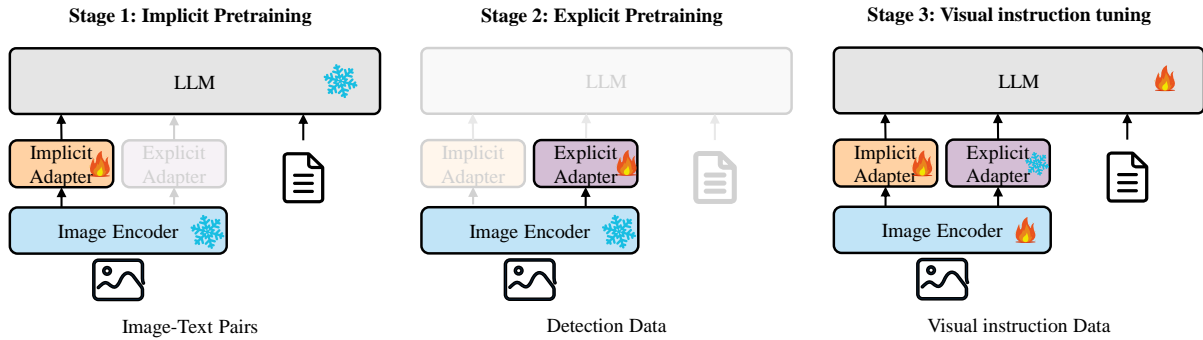 Stage 1: Implicit Pretraining
LLM
Implicit
Adapter
Explicit
Adapter
Image Encoder
Image-Text Pairs
Stage 2: Explicit Pretraining
LLM
Implicit
Adapter
Explicit
Adapter
Image Encoder
Detection Data
Stage 3: Visual instruction tuning
LLM
Implicit
Adapter
Explicit
Adapter
Image Encoder
Visual instruction Data